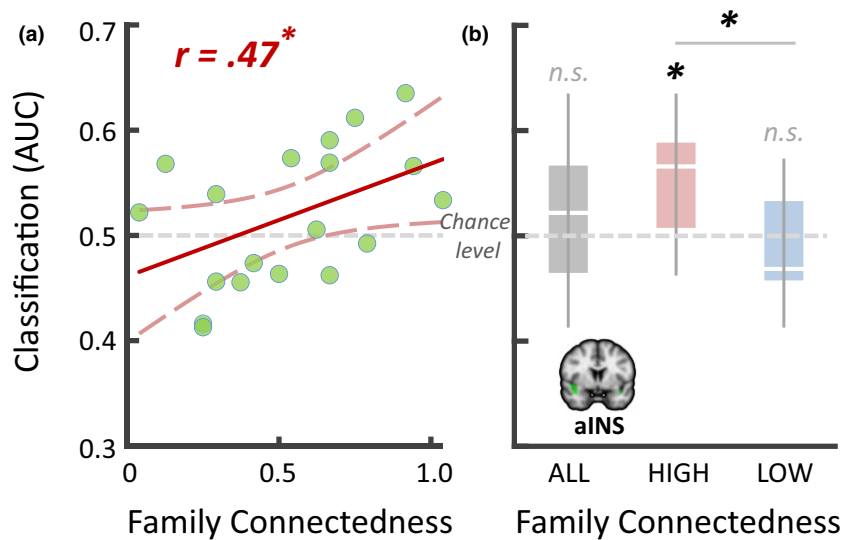 (a)
r = .47*
Classification (AUC)
0.7
0.6
0.5
0.4
0.3
0
0.5
1.0
Family Connectedness
Chance
level
(b)
*
n.s.
*
n.s.
aINS
ALL
HIGH
LOW
Family Connectedness